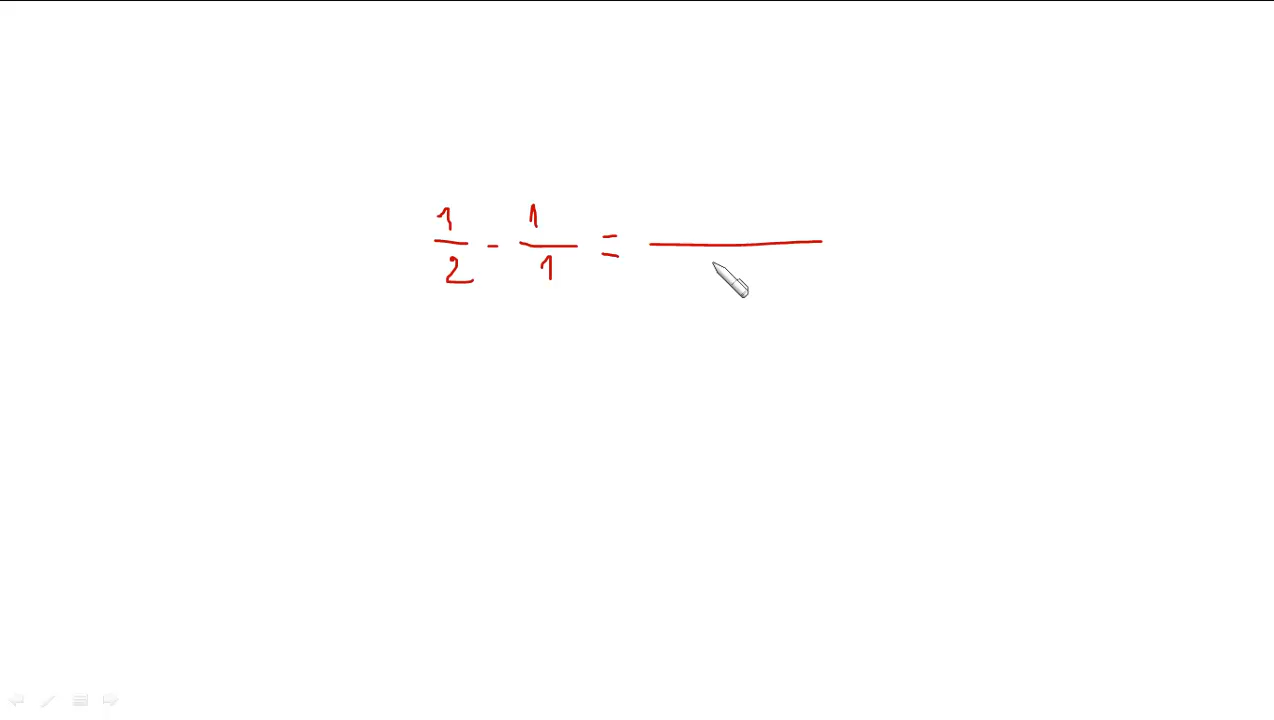 1/2 - 1/1 =